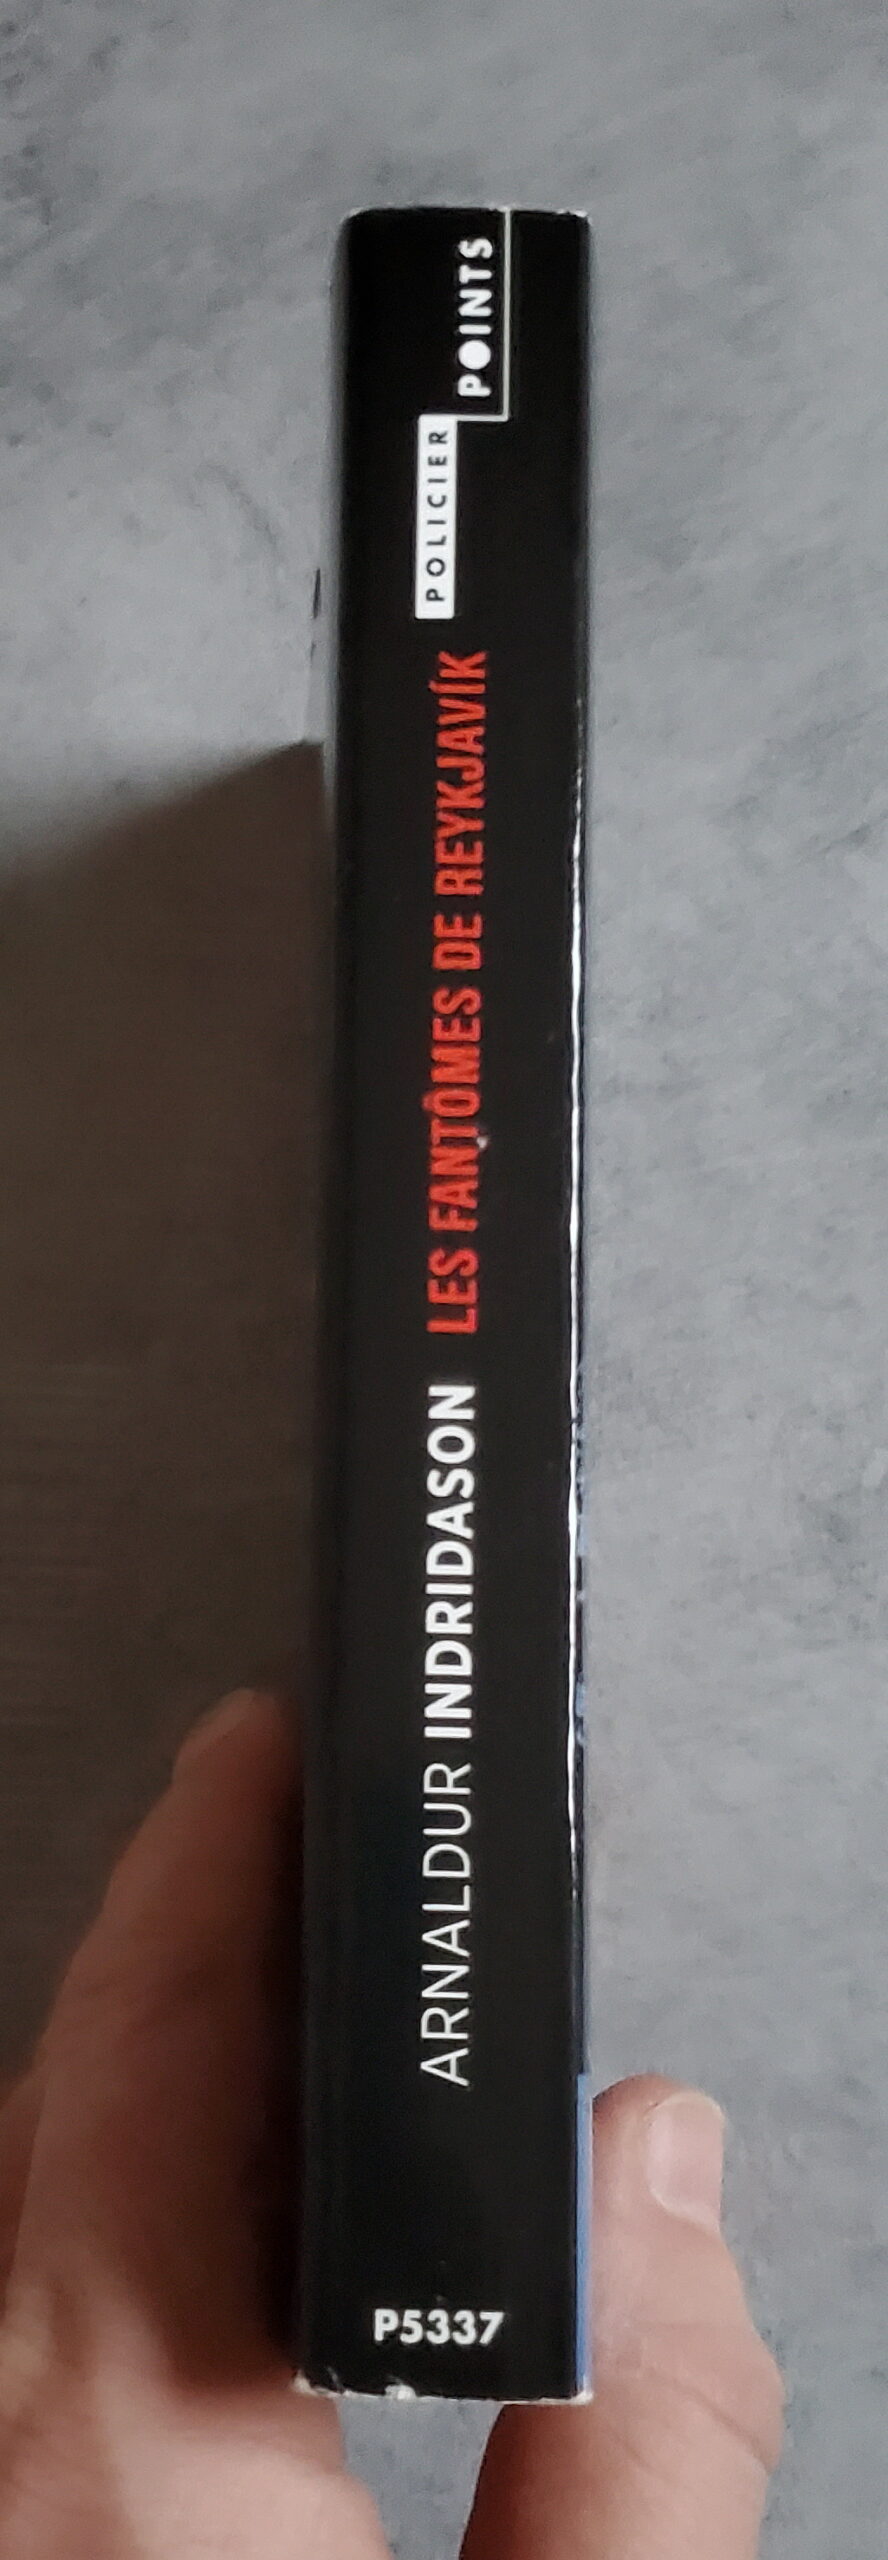 POINTS
POLICIER
LES FANTÔMES DE REYKJAVÍK
ARNALDUR INDRIDASON
P5337